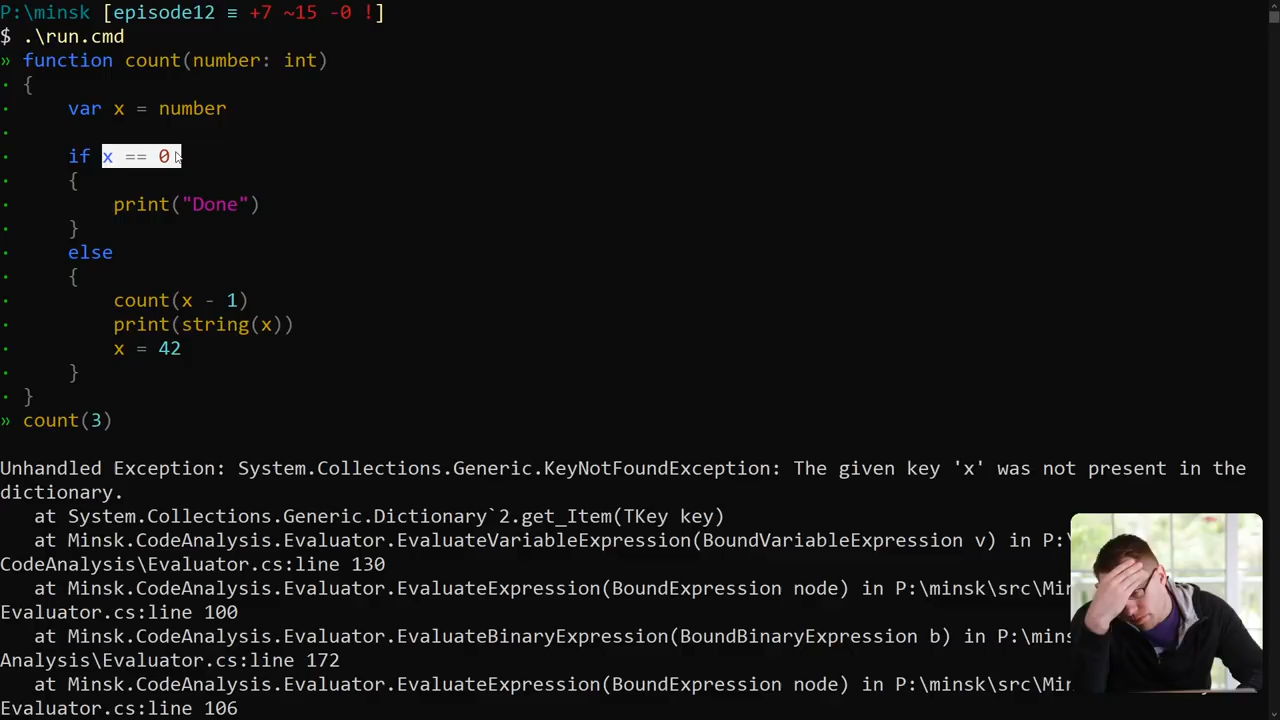 P:\minsk [episode12 ≡ +7 ~15 -0 !]
$ .\run.cmd
» function count(number: int)
· {
·     var x = number
·
·     if x == 0
·     {
·         print("Done")
·     }
·     else
·     {
·         count(x - 1)
·         print(string(x))
·         x = 42
·     }
· }
» count(3)
Unhandled Exception: System.Collections.Generic.KeyNotFoundException: The given key 'x' was not present in the
dictionary.
   at System.Collections.Generic.Dictionary`2.get_Item(TKey key)
   at Minsk.CodeAnalysis.Evaluator.EvaluateVariableExpression(BoundVariableExpression v) in P:\
CodeAnalysis\Evaluator.cs:line 130
   at Minsk.CodeAnalysis.Evaluator.EvaluateExpression(BoundExpression node) in P:\minsk\src\Min
Evaluator.cs:line 100
   at Minsk.CodeAnalysis.Evaluator.EvaluateBinaryExpression(BoundBinaryExpression b) in P:\mins
Analysis\Evaluator.cs:line 172
   at Minsk.CodeAnalysis.Evaluator.EvaluateExpression(BoundExpression node) in P:\minsk\src\Min
Evaluator.cs:line 106